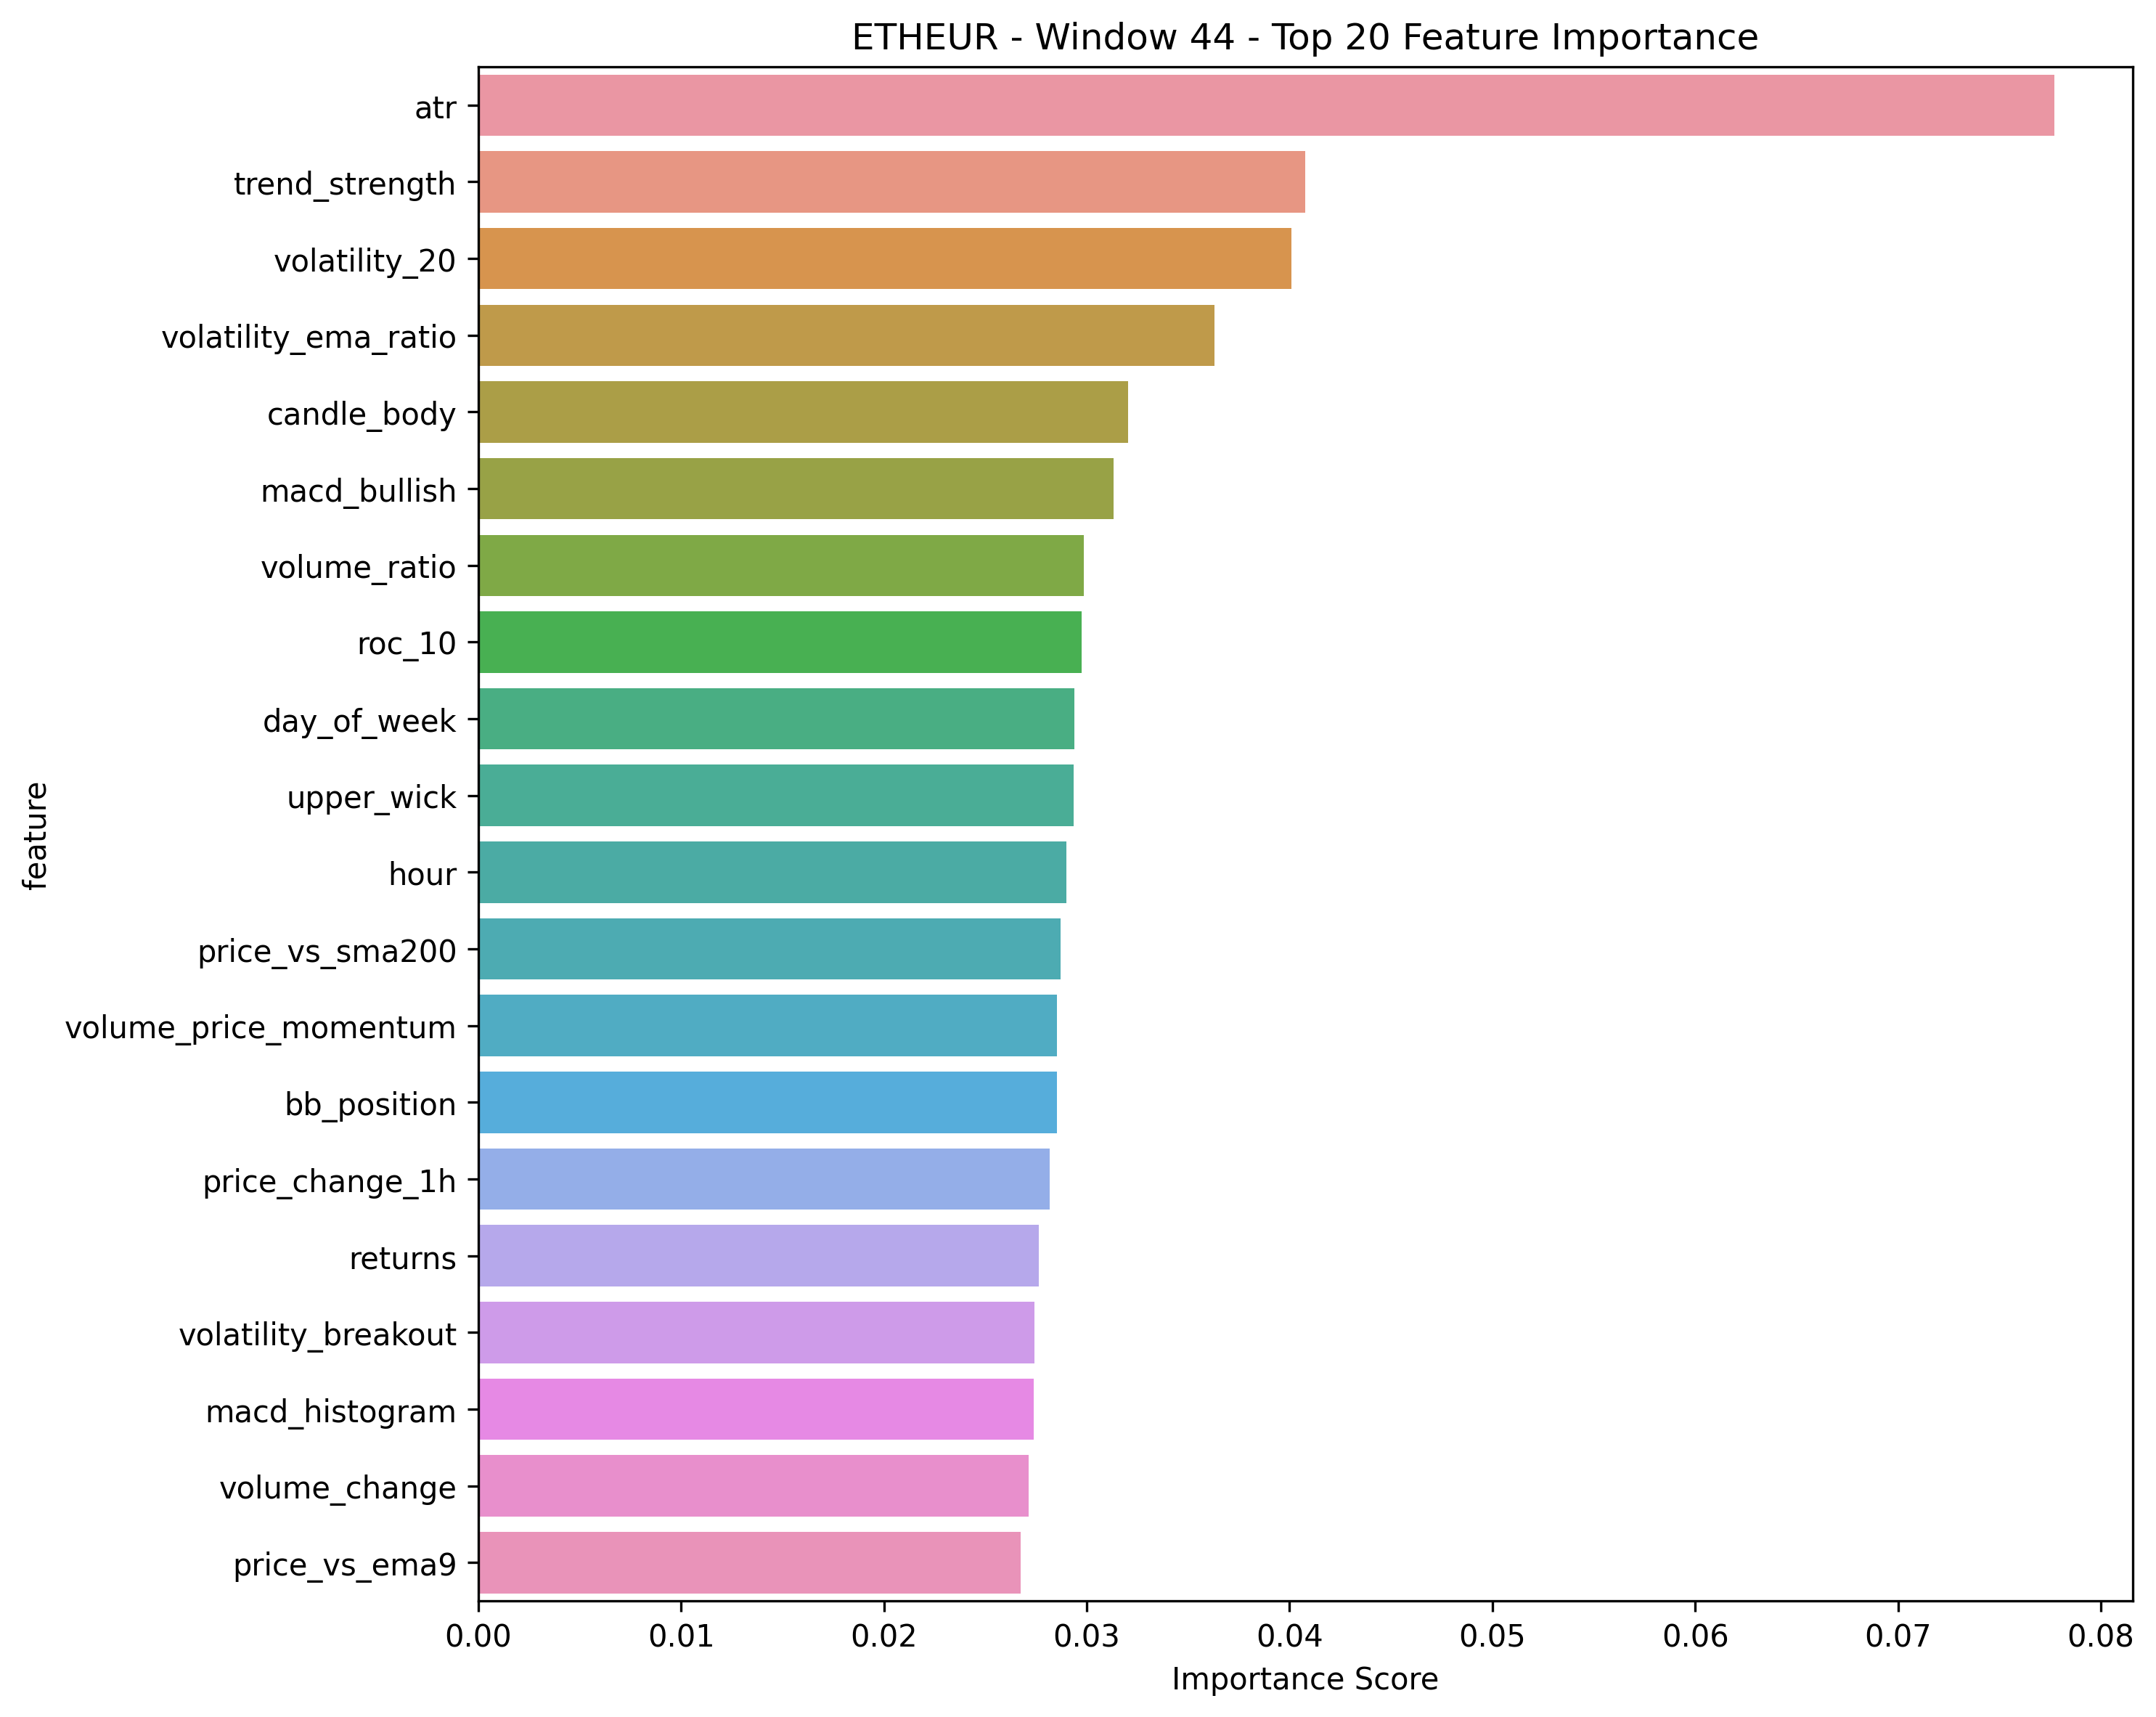 ETHEUR - Window 44 - Top 20 Feature Importance
feature
atr
trend_strength
volatility_20
volatility_ema_ratio
candle_body
macd_bullish
volume_ratio
roc_10
day_of_week
upper_wick
hour
price_vs_sma200
volume_price_momentum
bb_position
price_change_1h
returns
volatility_breakout
macd_histogram
volume_change
price_vs_ema9
0.00 0.01 0.02 0.03 0.04 0.05 0.06 0.07 0.08
Importance Score